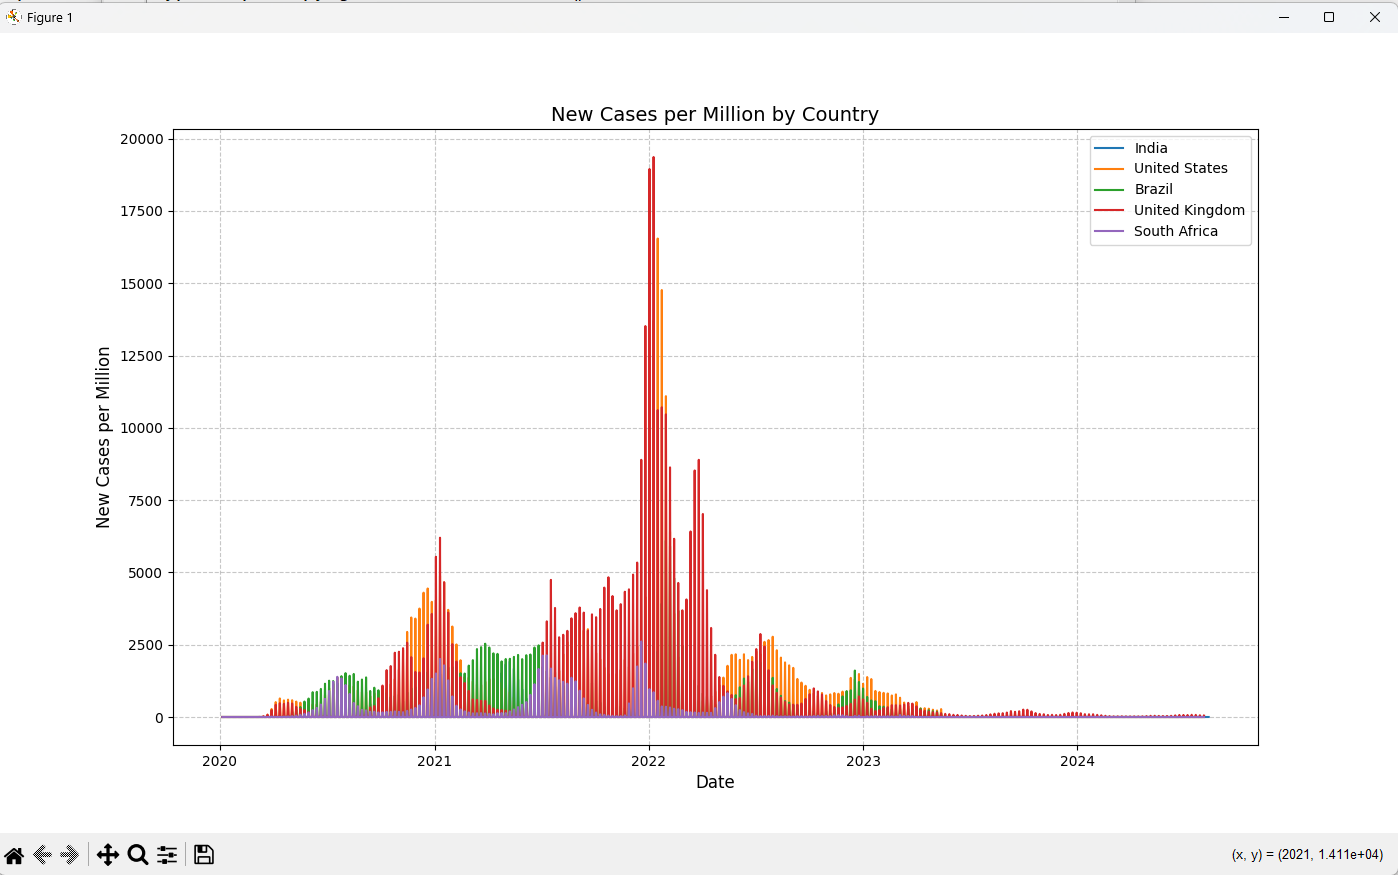 Figure 1
New Cases per Million by Country
20000
17500
15000
12500
10000
7500
5000
2500
0
New Cases per Million
India
United States
Brazil
United Kingdom
South Africa
2020 2021 2022 2023 2024
Date
(x, y) = (2021, 1.411e+04)